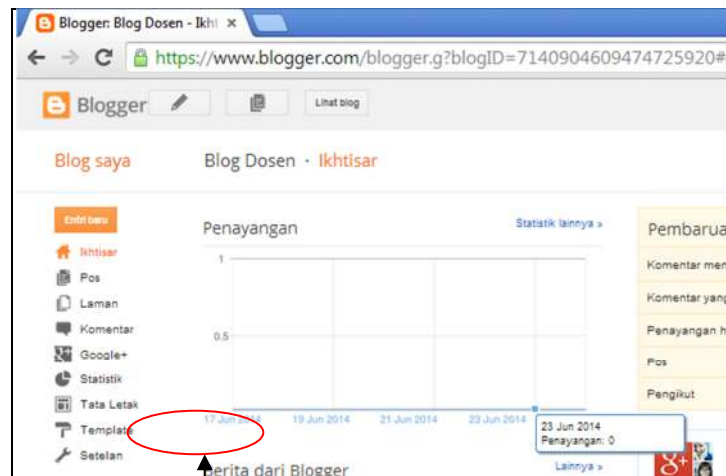 Blogger: Blog Dosen - Ikht
https://www.blogger.com/blogger.g?blogID=7140904609474725920#
Blogger
Lihat blog
Blog saya
Blog Dosen · Ikhtisar
Entri baru
Ikhtisar
Pos
Laman
Komentar
Google+
Statistik
Tata Letak
Template
Setelan
Penayangan
Statistik lainnya »
1
0.5
17 Jun 2014
19 Jun 2014
21 Jun 2014
23 Jun 2014
23 Jun 2014
Penayangan: 0
Berita dari Blogger
Lainnya »
Pembarua
Komentar men
Komentar yang
Penayangan h
Pos
Pengikut
g+